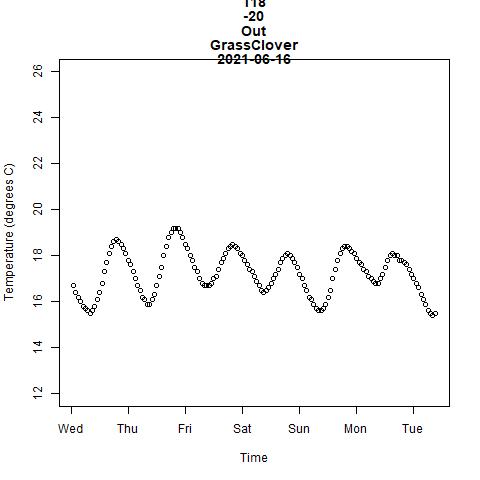 118
-20
Out
GrassClover
2021-06-16
26
24
22
20
18
16
14
12
Temperature (degrees C)
Wed Thu Fri Sat Sun Mon Tue
Time